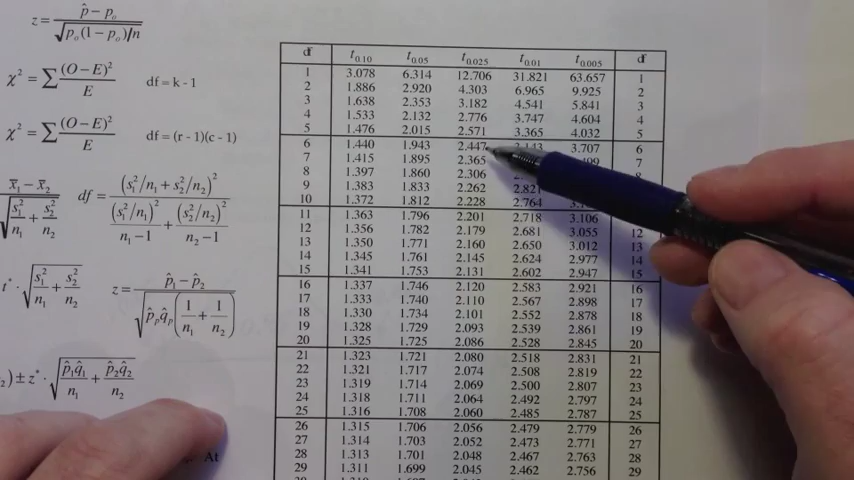 z = (p̂ − p₀)/√(p₀(1 − p₀)/n)
χ² = ∑ (O − E)²/E df = k - 1
χ² = ∑ (O − E)²/E df = (r - 1)(c - 1)
x̄₁ − x̄₂ / √(s₁²/n₁ + s₂²/n₂) df = (s₁²/n₁ + s₂²/n₂)² / ((s₁²/n₁)²/(n₁−1) + (s₂²/n₂)²/(n₂−1))
t* · √(s₁²/n₁ + s₂²/n₂) z = (p̂₁ − p̂₂)/√(p̂ₚq̂ₚ(1/n₁ + 1/n₂))
₂) ± z* · √(p̂₁q̂₁/n₁ + p̂₂q̂₂/n₂)
At
df t0.10 t0.05 t0.025 t0.01 t0.005 df
1 3.078 6.314 12.706 31.821 63.657 1
2 1.886 2.920 4.303 6.965 9.925 2
3 1.638 2.353 3.182 4.541 5.841 3
4 1.533 2.132 2.776 3.747 4.604 4
5 1.476 2.015 2.571 3.365 4.032 5
6 1.440 1.943 2.447 3.707 6
7 1.415 1.895 2.365 7
8 1.397 1.860 2.306 8
9 1.383 1.833 2.262 2.821
10 1.372 1.812 2.228 2.764
11 1.363 1.796 2.201 2.718 3.106
12 1.356 1.782 2.179 2.681 3.055 12
13 1.350 1.771 2.160 2.650 3.012 13
14 1.345 1.761 2.145 2.624 2.977 14
15 1.341 1.753 2.131 2.602 2.947 15
16 1.337 1.746 2.120 2.583 2.921 16
17 1.333 1.740 2.110 2.567 2.898 17
18 1.330 1.734 2.101 2.552 2.878 18
19 1.328 1.729 2.093 2.539 2.861 19
20 1.325 1.725 2.086 2.528 2.845 20
21 1.323 1.721 2.080 2.518 2.831 21
22 1.321 1.717 2.074 2.508 2.819 22
23 1.319 1.714 2.069 2.500 2.807 23
24 1.318 1.711 2.064 2.492 2.797 24
25 1.316 1.708 2.060 2.485 2.787 25
26 1.315 1.706 2.056 2.479 2.779 26
27 1.314 1.703 2.052 2.473 2.771 27
28 1.313 1.701 2.048 2.467 2.763 28
29 1.311 1.699 2.045 2.462 2.756 29